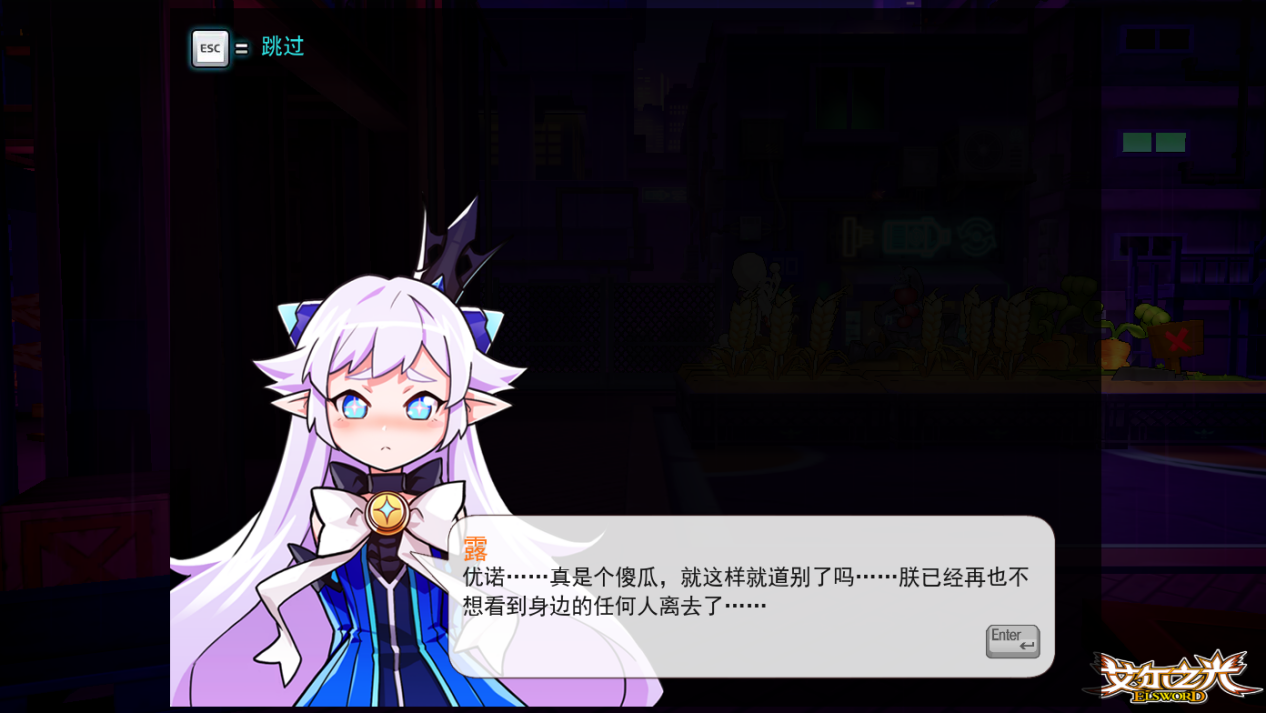 ESC = 跳过
露
优诺……真是个傻瓜，就这样就道别了吗……朕已经再也不
想看到身边的任何人离去了……
Enter
艾尔之光
ELSWORD